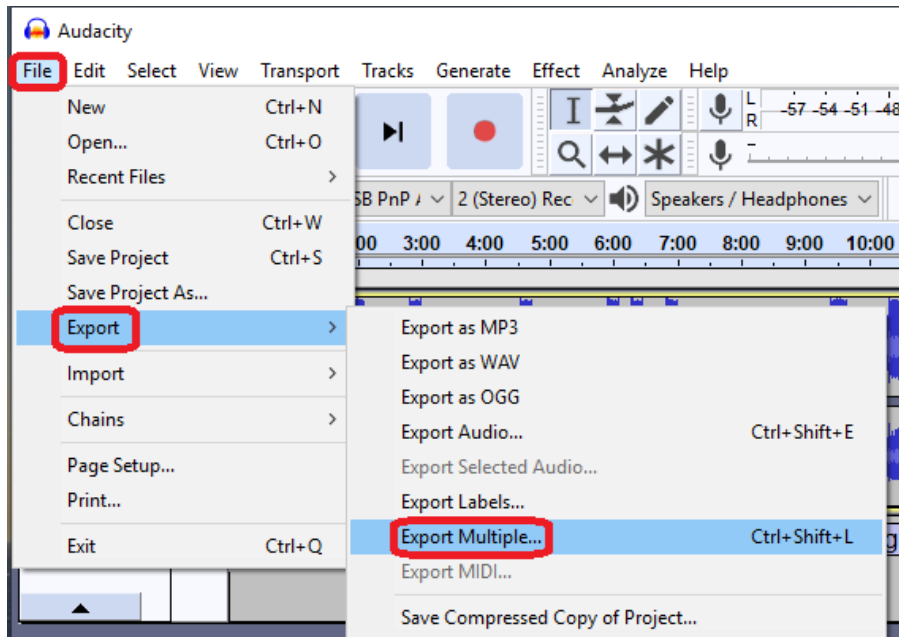 Audacity
File Edit Select View Transport Tracks Generate Effect Analyze Help
New Ctrl+N
Open... Ctrl+O
Recent Files >
Close Ctrl+W
Save Project Ctrl+S
Save Project As...
Export >
Import >
Chains >
Page Setup...
Print...
Exit Ctrl+Q
L
R
-57 -54 -51 -48
2 (Stereo) Rec
Speakers / Headphones
00 3:00 4:00 5:00 6:00 7:00 8:00 9:00 10:00
Export as MP3
Export as WAV
Export as OGG
Export Audio... Ctrl+Shift+E
Export Selected Audio...
Export Labels...
Export Multiple... Ctrl+Shift+L
Export MIDI...
Save Compressed Copy of Project...